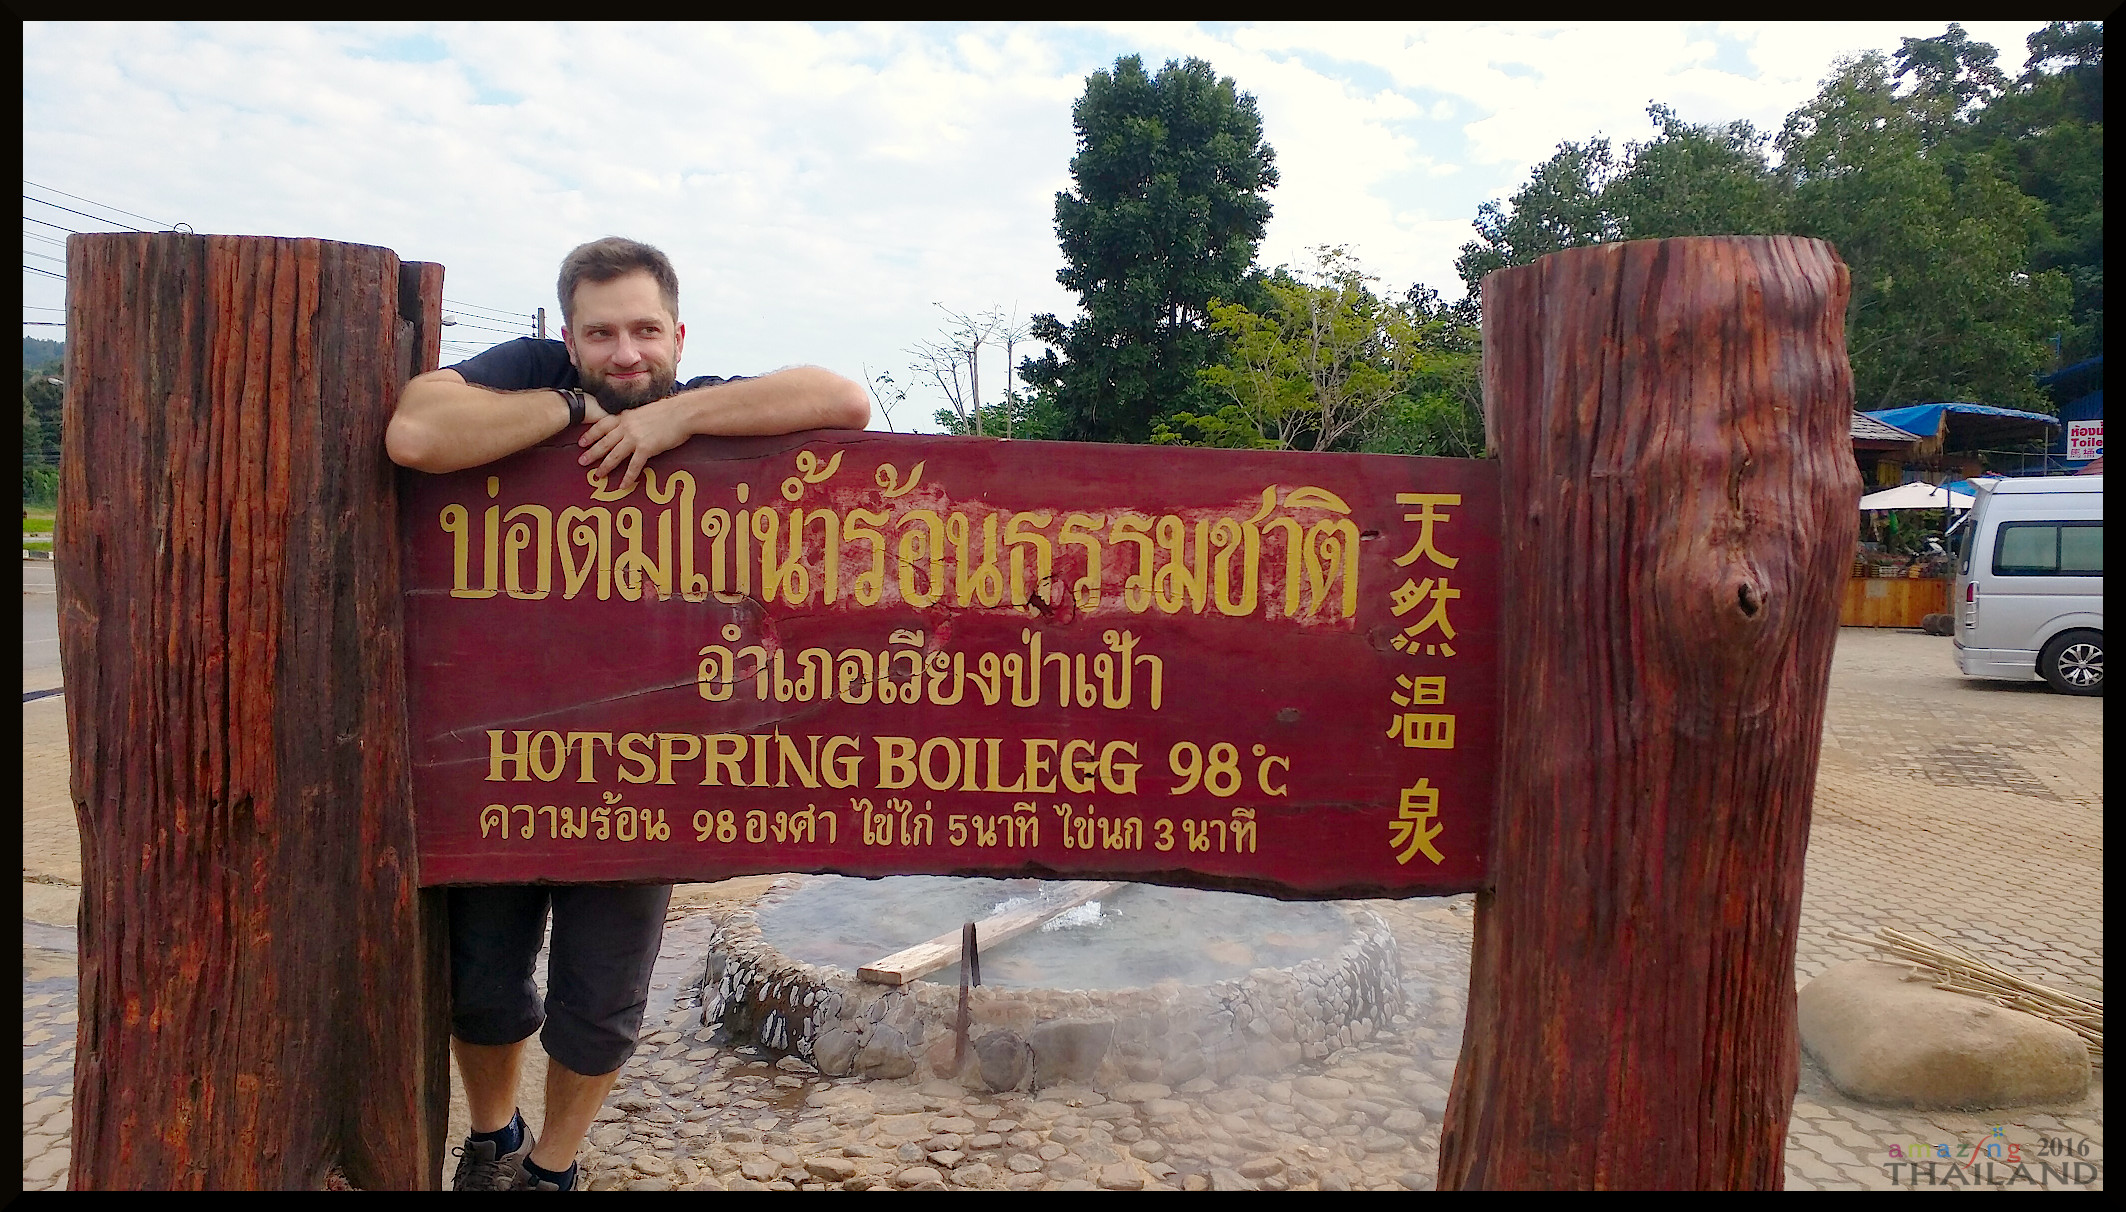 บ่อต้มไข่น้ำร้อนธรรมชาติ
อำเภอเวียงป่าเป้า
HOTSPRING BOILEGG 98°C
ความร้อน 98 องศา ไข่ไก่ 5 นาที ไข่นก 3 นาที
天然温泉
amazing 2016
THAILAND